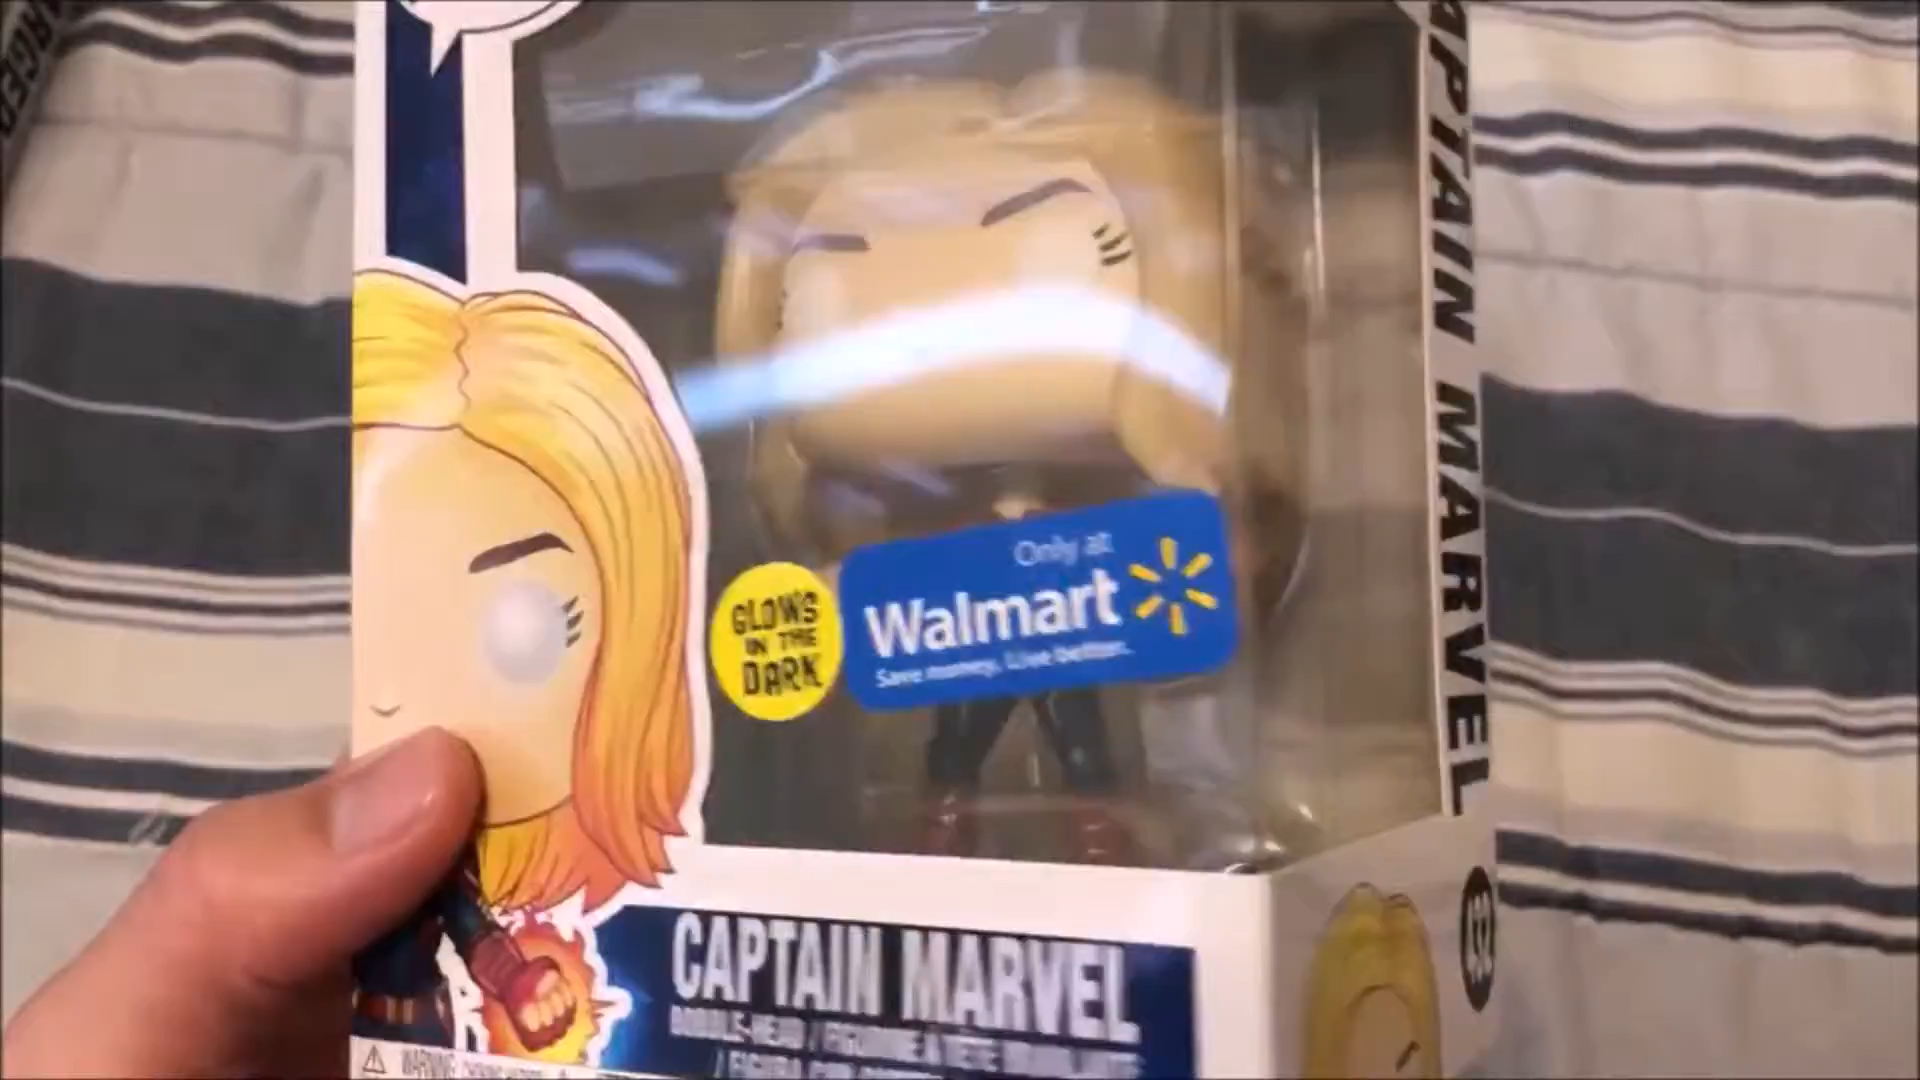 CAPTAIN MARVEL
Only at
Walmart
Save money. Live better.
GLOWS
IN THE
DARK
CAPTAIN MARVEL
BOBBLE-HEAD / FIGURINE À TÊTE
WARNING